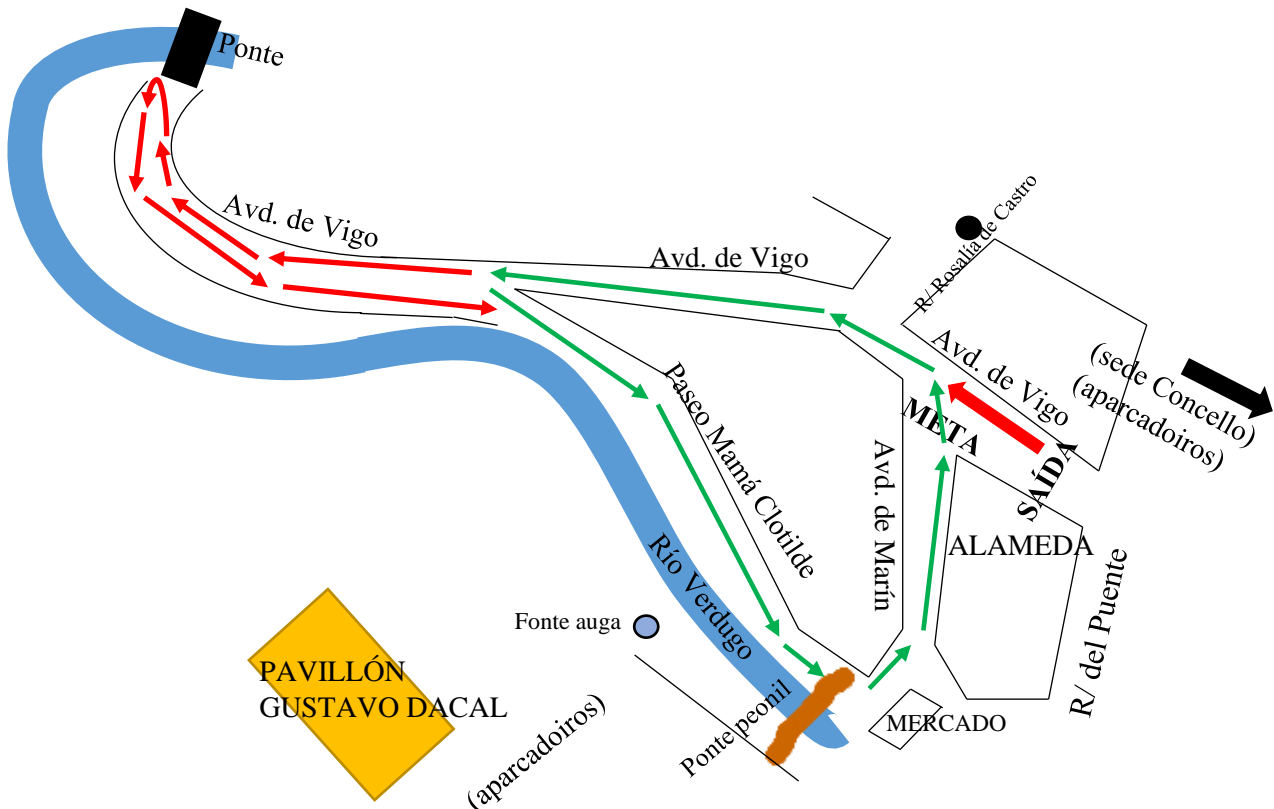 Ponte
Avd. de Vigo
Avd. de Vigo
R/ Rosalía de Castro
Avd. de Vigo
(sede Concello)
(aparcadoiros)
META
SAÍDA
Paseo Mamá Clotilde
Avd. de Marín
ALAMEDA
R/ del Puente
Río Verdugo
Fonte auga
PAVILLÓN
GUSTAVO DACAL
(aparcadoiros)
Ponte peonil
MERCADO